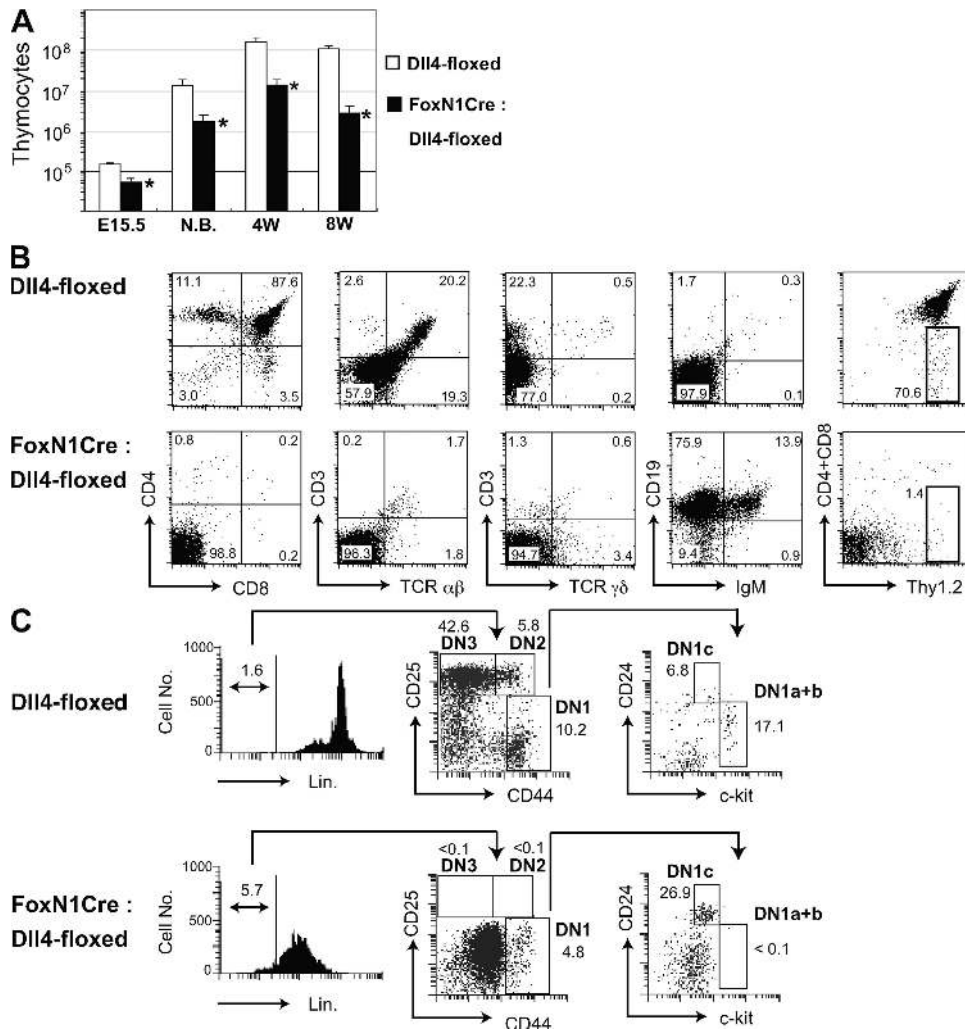 A
Thymocytes
10^8
10^7
10^6
10^5
* * * *
E15.5 N.B. 4W 8W
Dll4-floxed
FoxN1Cre :
Dll4-floxed
B
Dll4-floxed
11.1 87.6
3.0 3.5
2.6 20.2
57.9 19.3
22.3 0.5
77.0 0.2
1.7 0.3
97.9 0.1
70.6
FoxN1Cre :
Dll4-floxed
CD4
0.8 0.2
98.8 0.2
CD8
CD3
0.2 1.7
96.3 1.8
TCR αβ
CD3
1.3 0.6
94.7 3.4
TCR γδ
CD19
75.9 13.9
9.4 0.9
IgM
CD4+CD8
1.4
Thy1.2
C
Dll4-floxed
Cell No.
1000
500
0
1.6
Lin.
42.6 5.8
DN3 DN2
CD25
DN1
10.2
CD44
DN1c
6.8
CD24
DN1a+b
17.1
c-kit
FoxN1Cre :
Dll4-floxed
Cell No.
1000
500
0
5.7
Lin.
<0.1 <0.1
DN3 DN2
CD25
DN1
4.8
CD44
DN1c
26.9
CD24
DN1a+b
< 0.1
c-kit